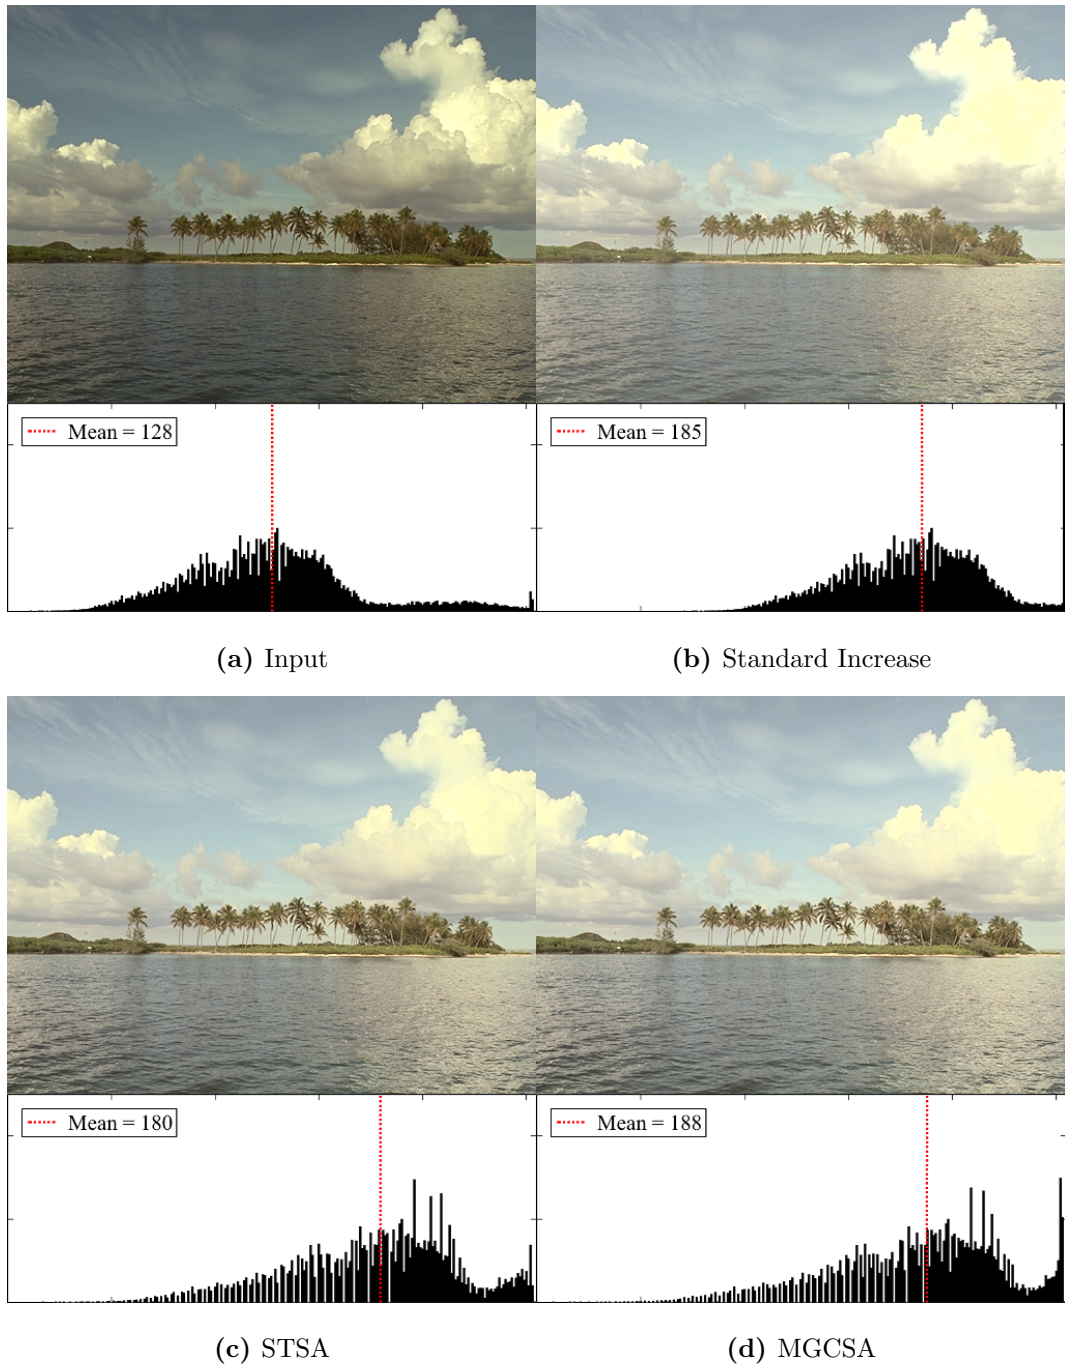 Mean = 128
Mean = 185
(a) Input
(b) Standard Increase
Mean = 180
Mean = 188
(c) STSA
(d) MGCSA